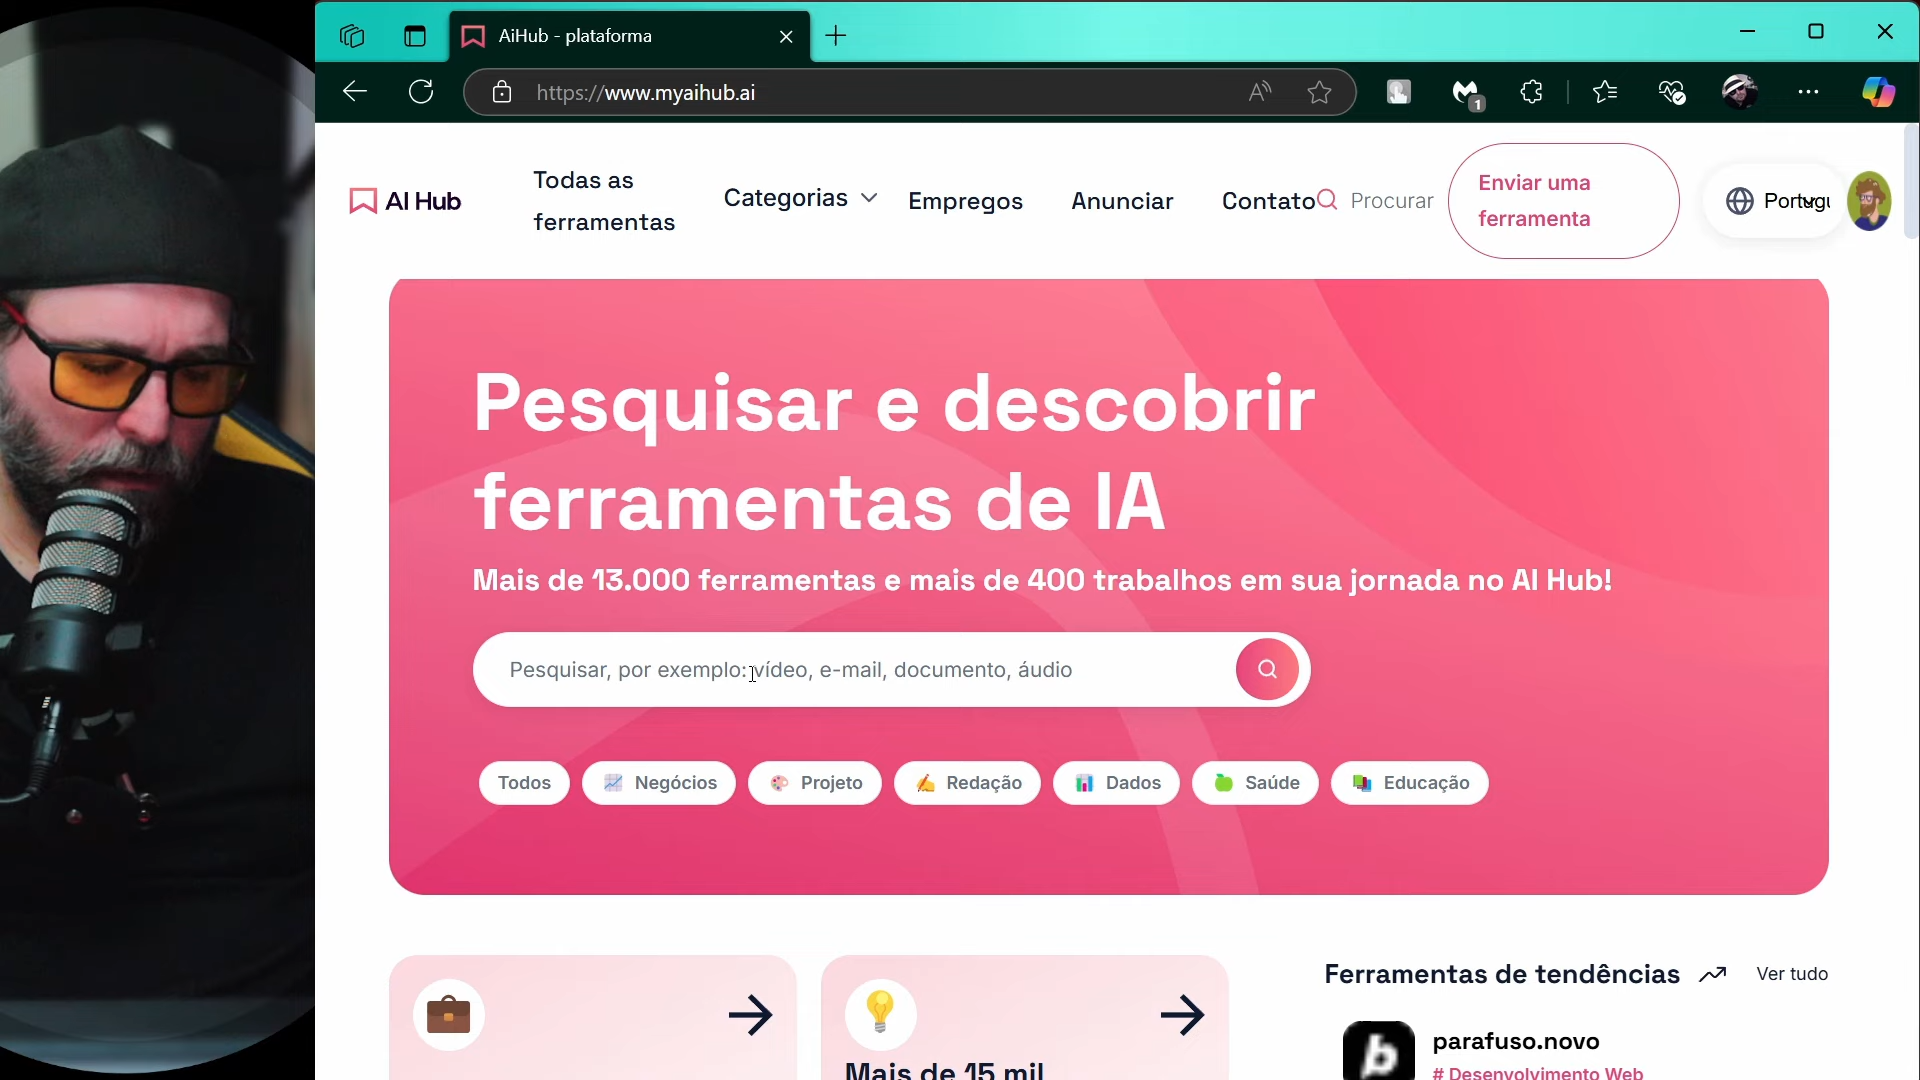 AiHub - plataforma
https://www.myaihub.ai
1
AI Hub
Todas as
ferramentas
Categorias
Empregos
Anunciar
Contato
Procurar
Enviar uma
ferramenta
Portugu
Pesquisar e descobrir
ferramentas de IA
Mais de 13.000 ferramentas e mais de 400 trabalhos em sua jornada no AI Hub!
Pesquisar, por exemplo: vídeo, e-mail, documento, áudio
Todos
Negócios
Projeto
Redação
Dados
Saúde
Educação
Ferramentas de tendências
Ver tudo
parafuso.novo
# Desenvolvimento Web
Mais de 15 mil